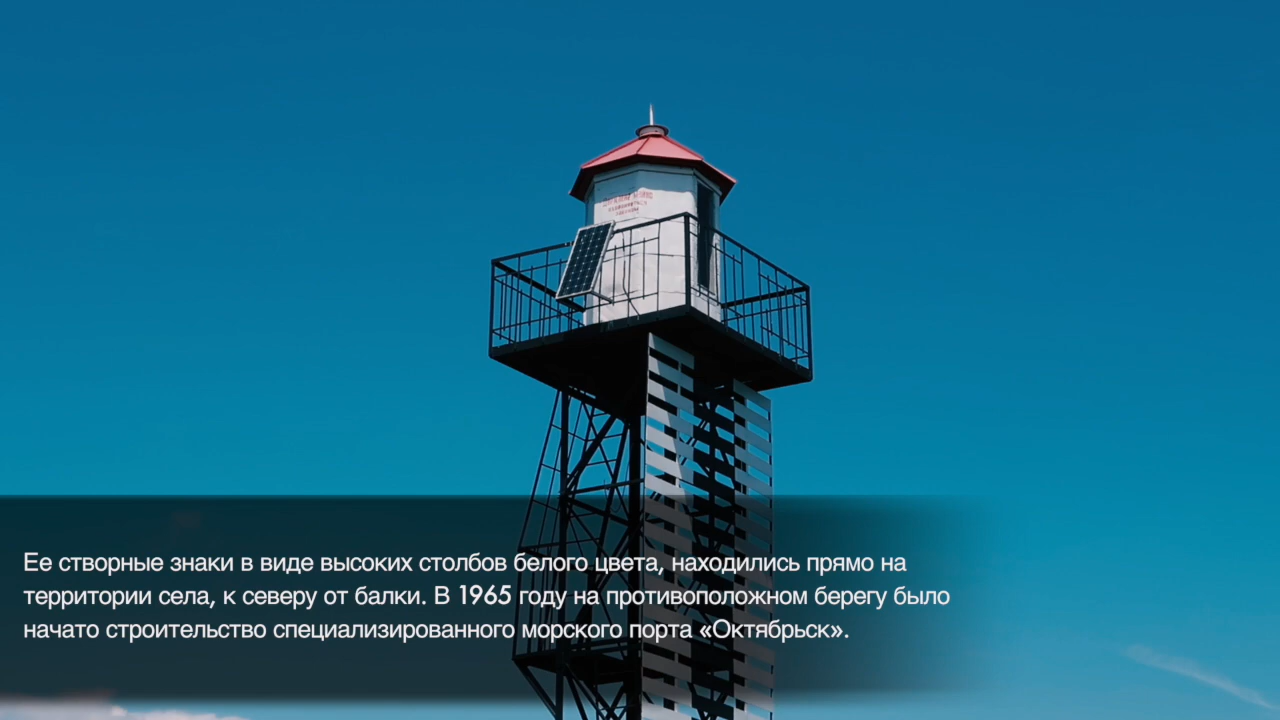 Ее створные знаки в виде высоких столбов белого цвета, находились прямо на
территории села, к северу от балки. В 1965 году на противоположном берегу было
начато строительство специализированного морского порта «Октябрьск».